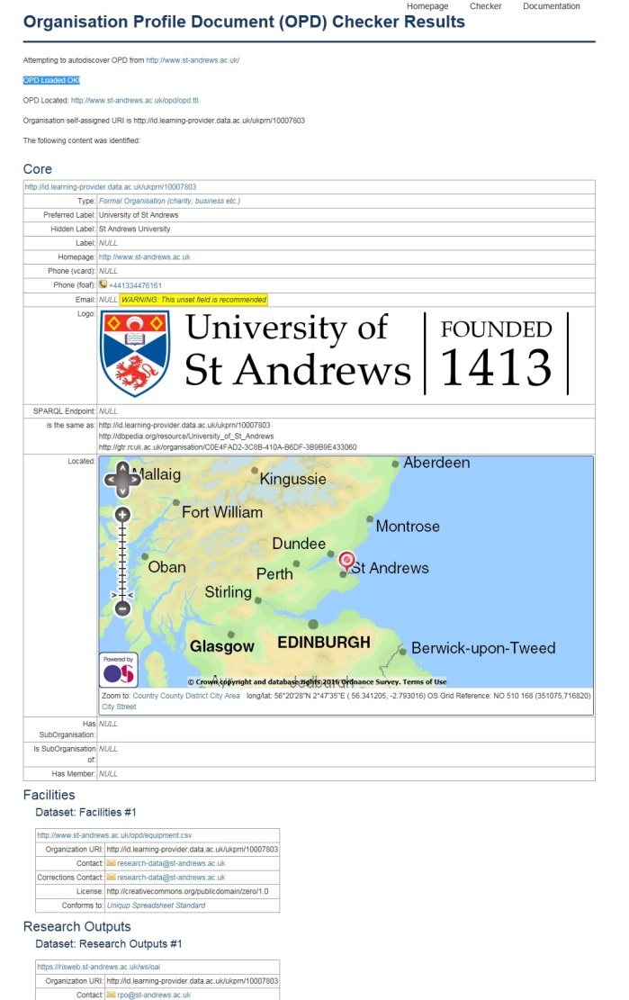 Homepage Checker Documentation
Organisation Profile Document (OPD) Checker Results
Attempting to autodiscover OPD from http://www.st-andrews.ac.uk/
OPD Loaded OK!
OPD Located: http://www.st-andrews.ac.uk/opd/opd.ttl
Organisation self-assigned URI is http://id.learning-provider.data.ac.uk/ukprn/10007803
The following content was identified:
Core
http://id.learning-provider.data.ac.uk/ukprn/10007803
Type: Formal Organisation (charity, business etc.)
Preferred Label: University of St Andrews
Hidden Label: St Andrews University
Label: NULL
Homepage: http://www.st-andrews.ac.uk
Phone (vcard): NULL
Phone (foaf): +441334476161
Email: NULL WARNING: This unset field is recommended
Logo:
University of
St Andrews
FOUNDED
1413
SPARQL Endpoint: NULL
is the same as: http://id.learning-provider.data.ac.uk/ukprn/10007803
http://dbpedia.org/resource/University_of_St_Andrews
http://gtr.rcuk.ac.uk/organisation/C0E4FAD2-3C8B-410A-B6DF-3B9B9E433060
Located:
Aberdeen
Mallaig
Kingussie
Fort William
Montrose
Dundee
Oban
Perth
St Andrews
Stirling
Glasgow
EDINBURGH
Berwick-upon-Tweed
Powered by
OS
© Crown copyright and database rights 2016 Ordnance Survey. Terms of Use
Zoom to: Country County District City Area long/lat: 56°20'28"N 2°47'35"E ( 56.341205, -2.793016) OS Grid Reference: NO 510 168 (351075,716820)
City Street
Has NULL
SubOrganisation:
Is SubOrganisation NULL
of:
Has Member: NULL
Facilities
Dataset: Facilities #1
http://www.st-andrews.ac.uk/opd/equipment.csv
Organization URI: http://id.learning-provider.data.ac.uk/ukprn/10007803
Contact: research-data@st-andrews.ac.uk
Corrections Contact: research-data@st-andrews.ac.uk
License: http://creativecommons.org/publicdomain/zero/1.0
Conforms to: Uniqup Spreadsheet Standard
Research Outputs
Dataset: Research Outputs #1
https://risweb.st-andrews.ac.uk/ws/oai
Organization URI: http://id.learning-provider.data.ac.uk/ukprn/10007803
Contact: rpo@st-andrews.ac.uk